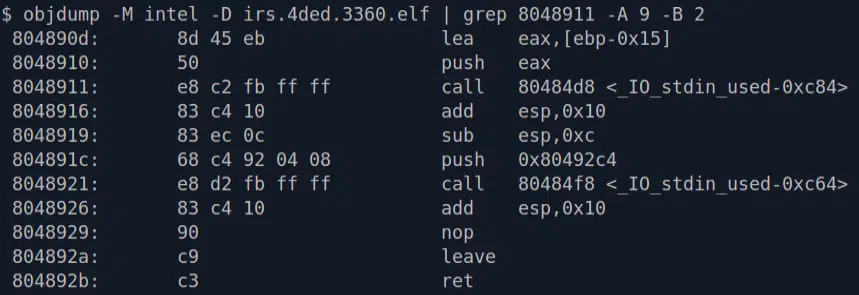 $ objdump -M intel -D irs.4ded.3360.elf | grep 8048911 -A 9 -B 2
 804890d:	8d 45 eb	lea    eax,[ebp-0x15]
 8048910:	50	push   eax
 8048911:	e8 c2 fb ff ff	call   80484d8 <_IO_stdin_used-0xc84>
 8048916:	83 c4 10	add    esp,0x10
 8048919:	83 ec 0c	sub    esp,0xc
 804891c:	68 c4 92 04 08	push   0x80492c4
 8048921:	e8 d2 fb ff ff	call   80484f8 <_IO_stdin_used-0xc64>
 8048926:	83 c4 10	add    esp,0x10
 8048929:	90	nop
 804892a:	c9	leave
 804892b:	c3	ret